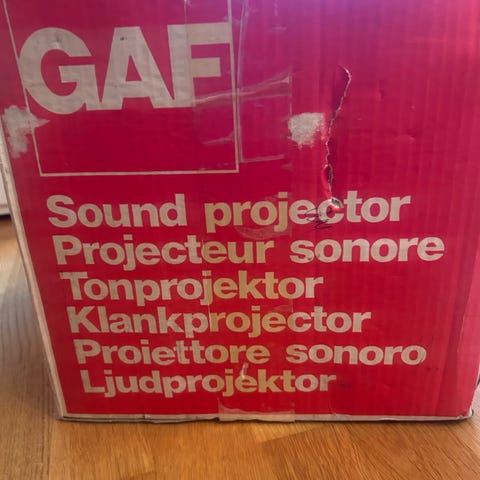 GAF
Sound projector
Projecteur sonore
Tonprojektor
Klankprojector
Proiettore sonoro
Ljudprojektor